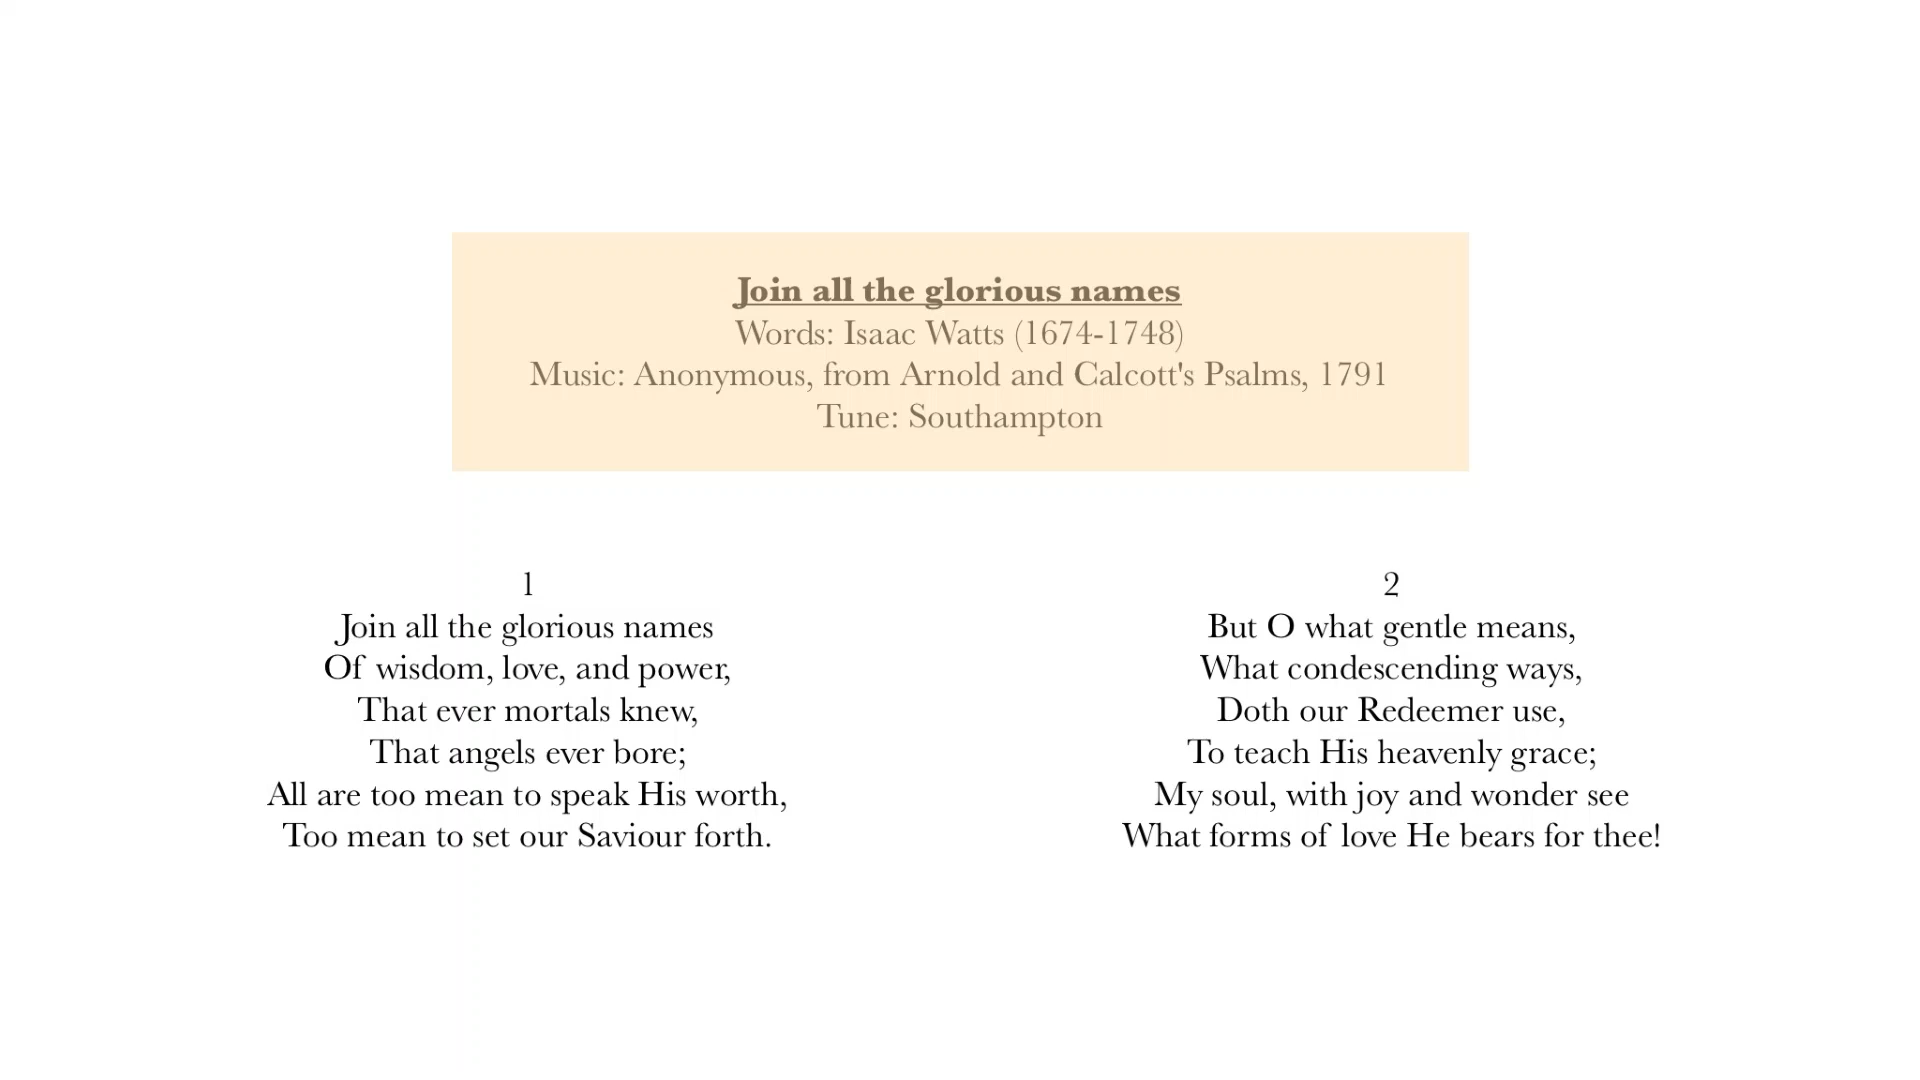 Join all the glorious names
Words: Isaac Watts (1674-1748)
Music: Anonymous, from Arnold and Calcott's Psalms, 1791
Tune: Southampton
1
Join all the glorious names
Of wisdom, love, and power,
That ever mortals knew,
That angels ever bore;
All are too mean to speak His worth,
Too mean to set our Saviour forth.
2
But O what gentle means,
What condescending ways,
Doth our Redeemer use,
To teach His heavenly grace;
My soul, with joy and wonder see
What forms of love He bears for thee!